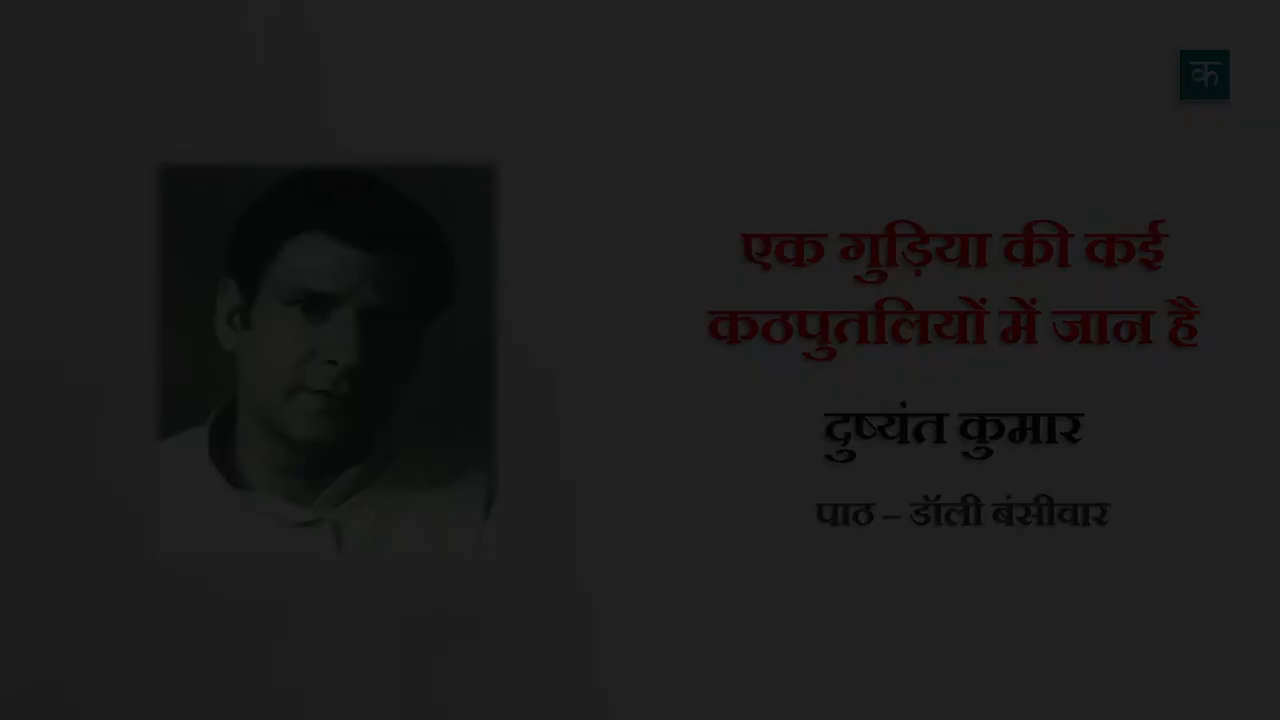 क
एक गुड़िया की कई
कठपुतलियों में जान है
दुष्यंत कुमार
पाठ – डॉली बंसीवार